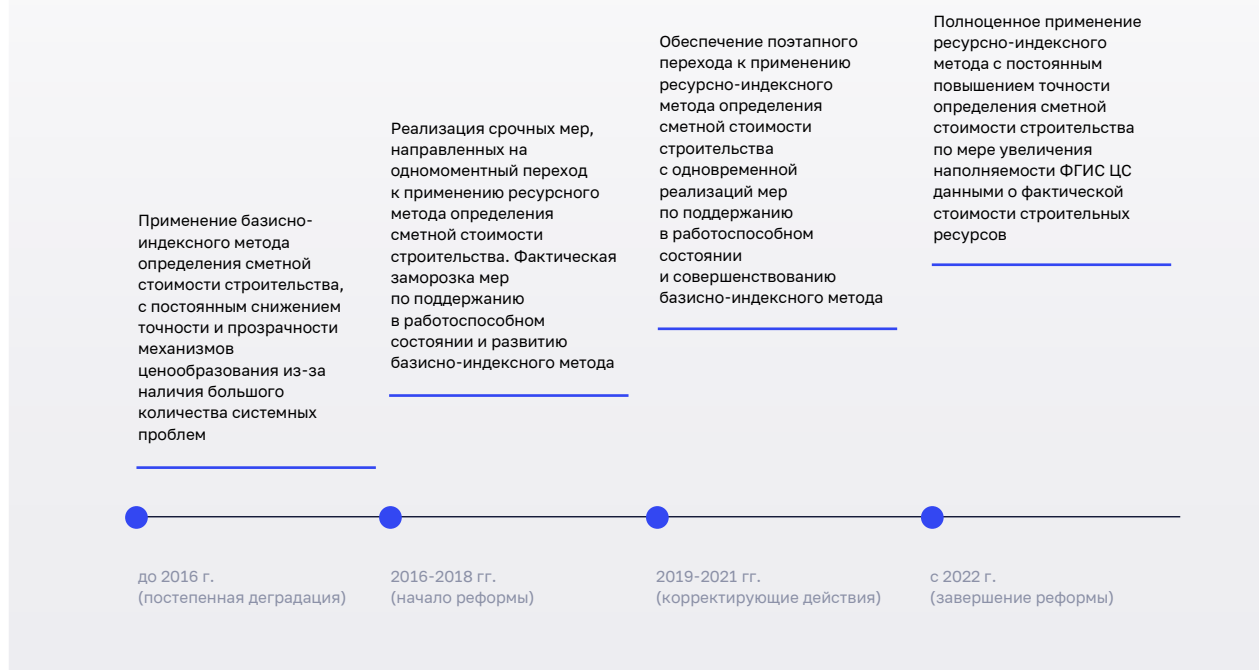 Применение базисно-
индексного метода
определения сметной
стоимости строительства,
с постоянным снижением
точности и прозрачности
механизмов
ценообразования из-за
наличия большого
количества системных
проблем
Реализация срочных мер,
направленных на
одномоментный переход
к применению ресурсного
метода определения
сметной стоимости
строительства. Фактическая
заморозка мер
по поддержанию
в работоспособном
состоянии и развитию
базисно-индексного метода
Обеспечение поэтапного
перехода к применению
ресурсно-индексного
метода определения
сметной стоимости
строительства
с одновременной
реализаций мер
по поддержанию
в работоспособном
состоянии
и совершенствованию
базисно-индексного метода
Полноценное применение
ресурсно-индексного
метода с постоянным
повышением точности
определения сметной
стоимости строительства
по мере увеличения
наполняемости ФГИС ЦС
данными о фактической
стоимости строительных
ресурсов
до 2016 г.
(постепенная деградация)
2016-2018 гг.
(начало реформы)
2019-2021 гг.
(корректирующие действия)
с 2022 г.
(завершение реформы)